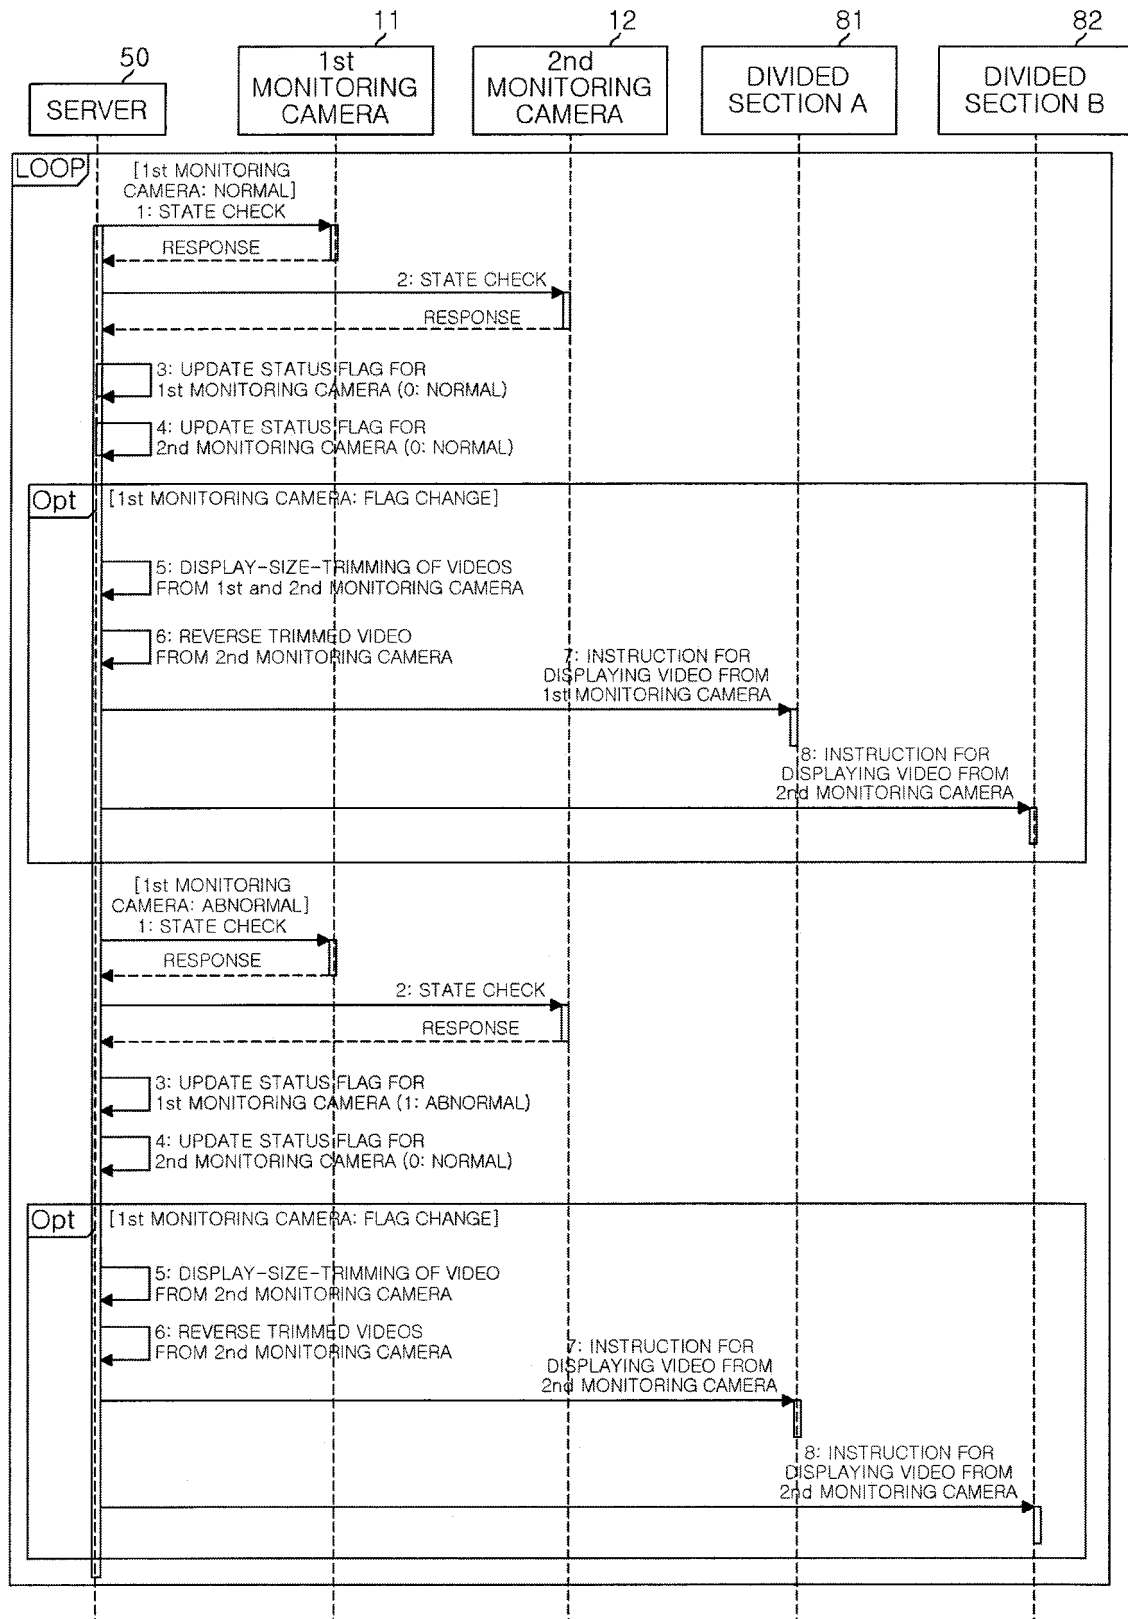 11
12
81
82
50
SERVER
1st
MONITORING
CAMERA
2nd
MONITORING
CAMERA
DIVIDED
SECTION A
DIVIDED
SECTION B
LOOP
[1st MONITORING
CAMERA: NORMAL]
1: STATE CHECK
RESPONSE
2: STATE CHECK
RESPONSE
3: UPDATE STATUS FLAG FOR
1st MONITORING CAMERA (0: NORMAL)
4: UPDATE STATUS FLAG FOR
2nd MONITORING CAMERA (0: NORMAL)
Opt
[1st MONITORING CAMERA: FLAG CHANGE]
5: DISPLAY-SIZE-TRIMMING OF VIDEOS
FROM 1st and 2nd MONITORING CAMERA
6: REVERSE TRIMMED VIDEO
FROM 2nd MONITORING CAMERA
7: INSTRUCTION FOR
DISPLAYING VIDEO FROM
1st MONITORING CAMERA
8: INSTRUCTION FOR
DISPLAYING VIDEO FROM
2nd MONITORING CAMERA
[1st MONITORING
CAMERA: ABNORMAL]
1: STATE CHECK
RESPONSE
2: STATE CHECK
RESPONSE
3: UPDATE STATUS FLAG FOR
1st MONITORING CAMERA (1: ABNORMAL)
4: UPDATE STATUS FLAG FOR
2nd MONITORING CAMERA (0: NORMAL)
Opt
[1st MONITORING CAMERA: FLAG CHANGE]
5: DISPLAY-SIZE-TRIMMING OF VIDEO
FROM 2nd MONITORING CAMERA
6: REVERSE TRIMMED VIDEOS
FROM 2nd MONITORING CAMERA
7: INSTRUCTION FOR
DISPLAYING VIDEO FROM
2nd MONITORING CAMERA
8: INSTRUCTION FOR
DISPLAYING VIDEO FROM
2nd MONITORING CAMERA